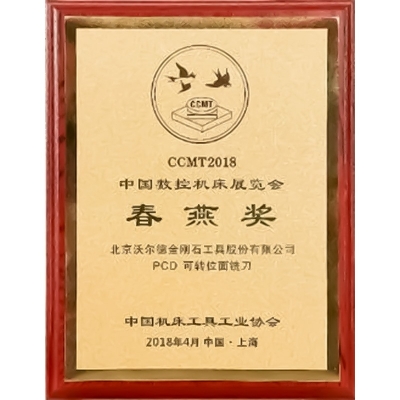 CCMT
CCMT2018
中国数控机床展览会
春燕奖
北京沃尔德金刚石工具股份有限公司
PCD 可转位面铣刀
中国机床工具工业协会
2018年4月 中国·上海